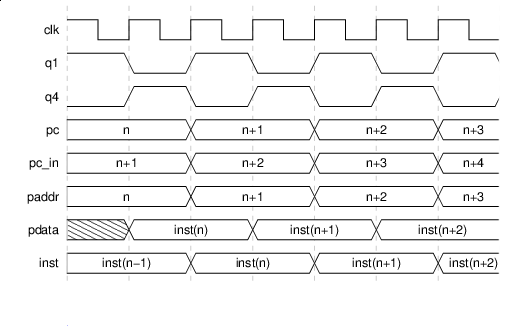 clk
q1
q4
pc n n+1 n+2 n+3
pc_in n+1 n+2 n+3 n+4
paddr n n+1 n+2 n+3
pdata inst(n) inst(n+1) inst(n+2)
inst inst(n−1) inst(n) inst(n+1) inst(n+2)